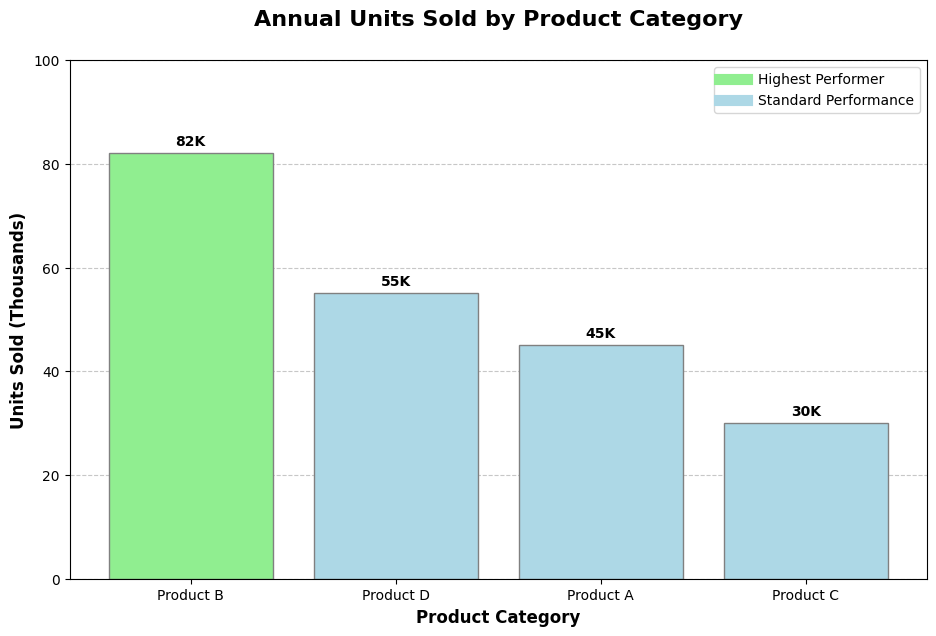 Annual Units Sold by Product Category
Units Sold (Thousands)
100
80
60
40
20
0
Highest Performer
Standard Performance
82K
55K
45K
30K
Product B
Product D
Product A
Product C
Product Category